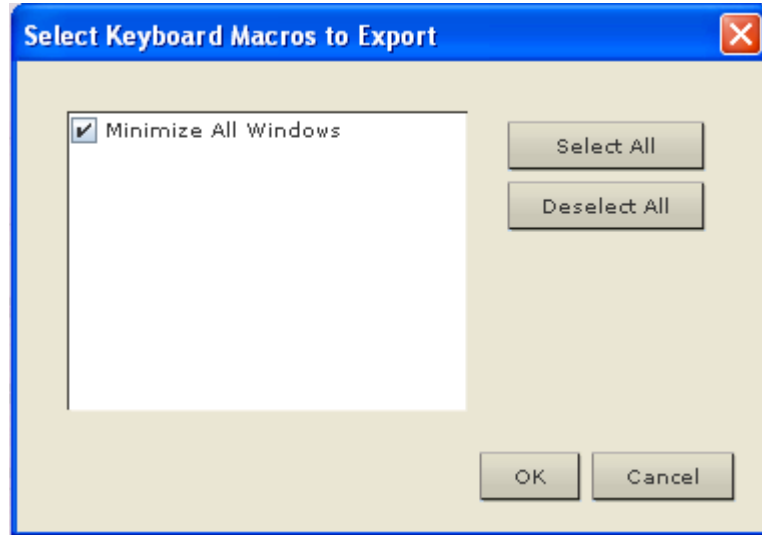 Select Keyboard Macros to Export
Minimize All Windows
Select All
Deselect All
OK
Cancel